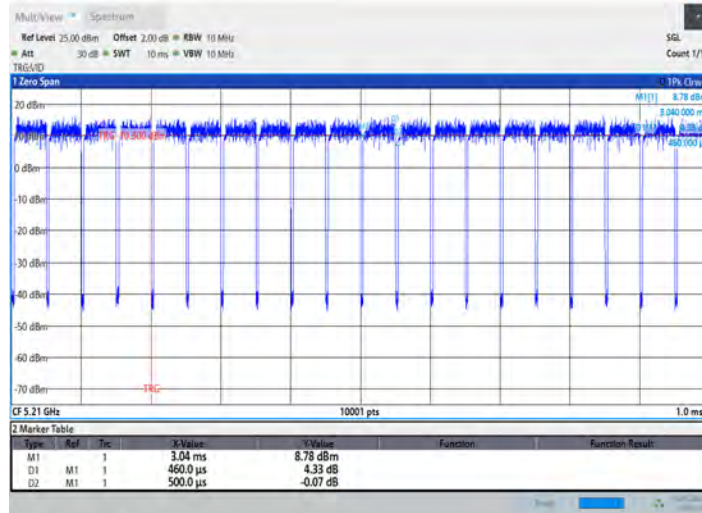 MultiView Spectrum
Ref Level 25.00 dBm Offset 2.00 dB RBW 10 MHz SGL
Att 30 dB SWT 10 ms VBW 10 MHz Count 1/1
TRG:VID
1 Zero Span 1Pk Clrw
M1[1] 8.78 dBm
20 dBm
3.040 000 m
TRG 10.500 dBm
460.000 µs
0 dBm
-10 dBm
-20 dBm
-30 dBm
-40 dBm
-50 dBm
-60 dBm
-70 dBm
TRG
CF 5.21 GHz 10001 pts 1.0 ms
2 Marker Table
Type Ref Trc X-Value Y-Value Function Function Result
M1 1 3.04 ms 8.78 dBm
D1 M1 1 460.0 µs 4.33 dB
D2 M1 1 500.0 µs -0.07 dB